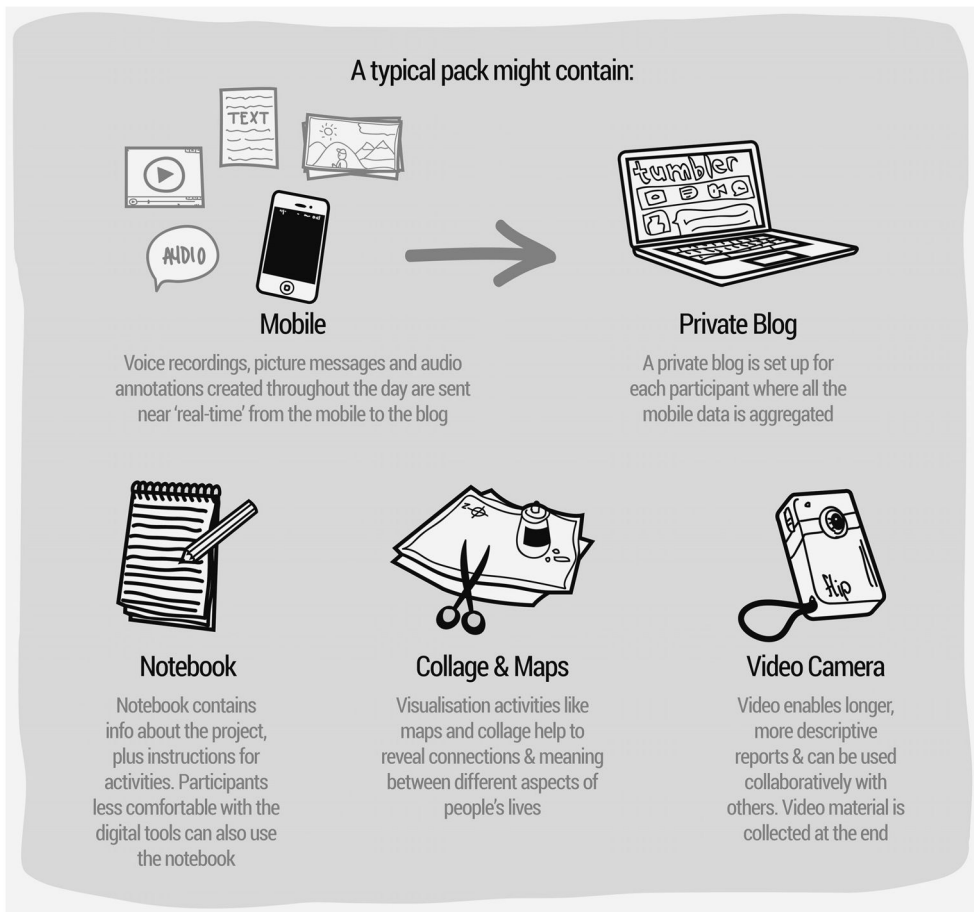 A typical pack might contain:
TEXT
AUDIO
tumbler
Mobile
Voice recordings, picture messages and audio
annotations created throughout the day are sent
near ‘real-time’ from the mobile to the blog
Private Blog
A private blog is set up for
each participant where all the
mobile data is aggregated
flip
Notebook
Notebook contains
info about the project,
plus instructions for
activities. Participants
less comfortable with the
digital tools can also use
the notebook
Z
Collage & Maps
Visualisation activities like
maps and collage help to
reveal connections & meaning
between different aspects of
people’s lives
Video Camera
Video enables longer,
more descriptive
reports & can be used
collaboratively with
others. Video material is
collected at the end